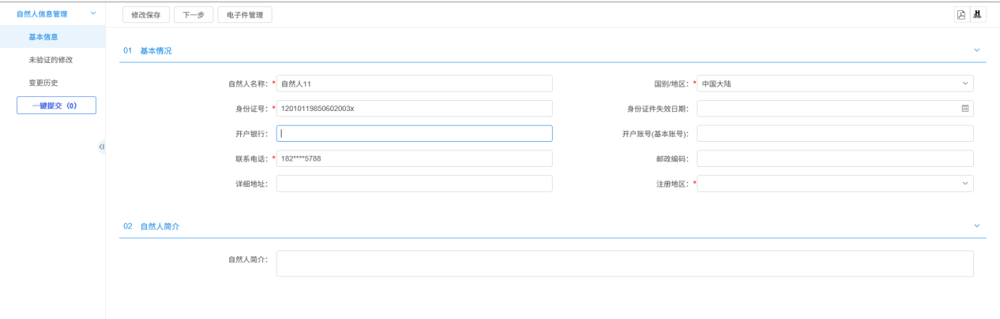 自然人信息管理
修改保存 下一步 电子件管理
基本信息
未验证的修改
变更历史
一键提交（0）
01 基本情况
自然人名称：* 自然人11
国别/地区：* 中国大陆
身份证号：* 12010119850602003x
身份证件失效日期：
开户银行：
开户账号(基本账号)：
联系电话：* 182****5788
邮政编码：
详细地址：
注册地区：*
02 自然人简介
自然人简介：